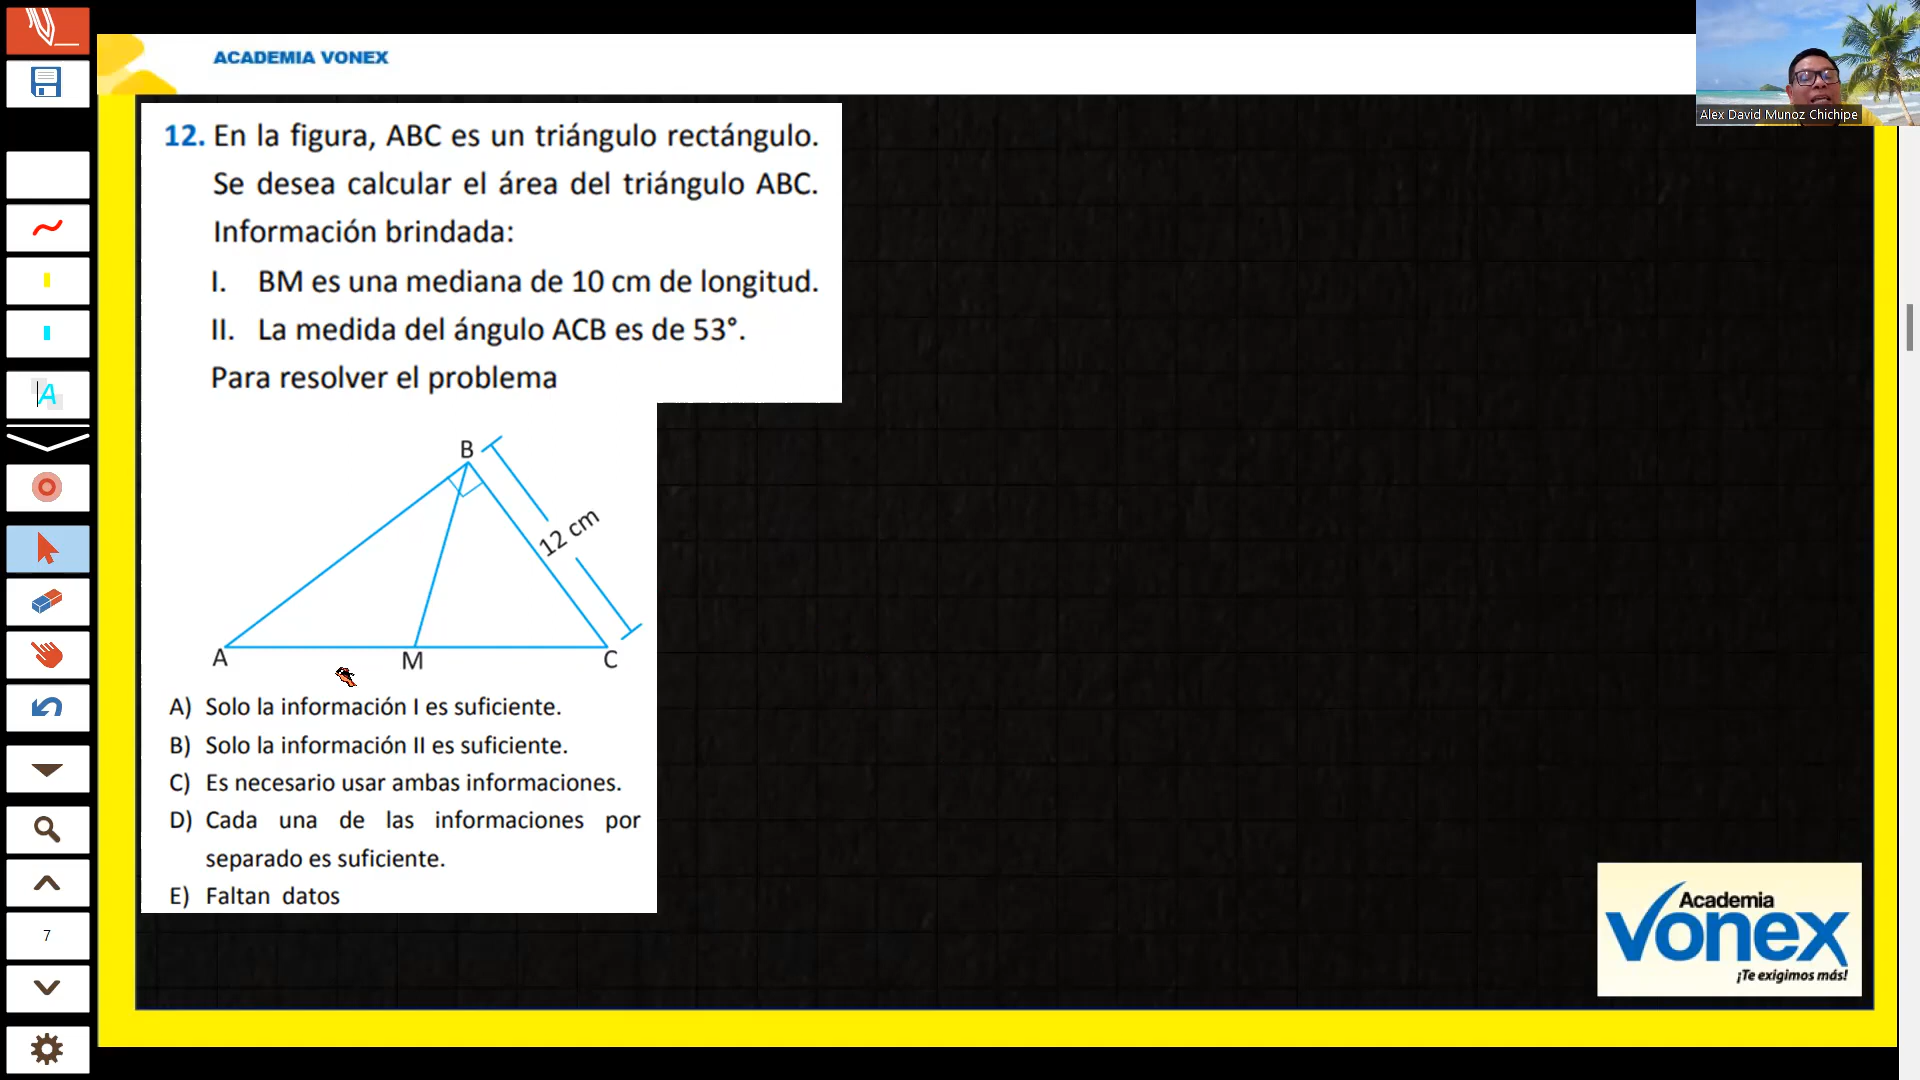 ACADEMIA VONEX
Alex David Munoz Chichipe
12. En la figura, ABC es un triángulo rectángulo.
Se desea calcular el área del triángulo ABC.
Información brindada:
I. BM es una mediana de 10 cm de longitud.
II. La medida del ángulo ACB es de 53°.
Para resolver el problema
B
12 cm
A
M
C
A) Solo la información I es suficiente.
B) Solo la información II es suficiente.
C) Es necesario usar ambas informaciones.
D) Cada una de las informaciones por
separado es suficiente.
E) Faltan datos
A
7
Academia
vonex
¡Te exigimos más!